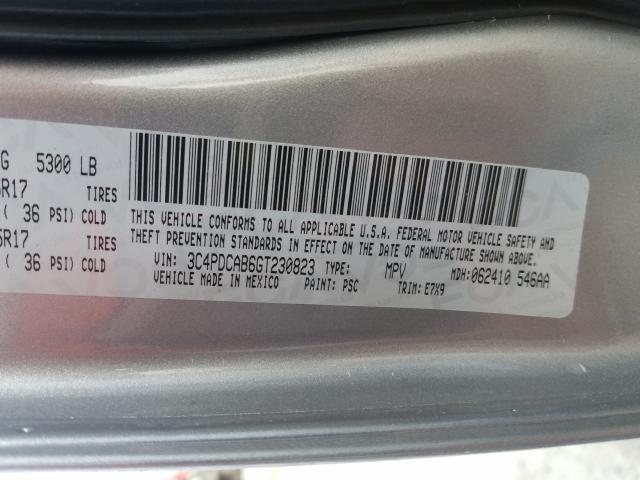 G 5300 LB
R17 TIRES
( 36 PSI) COLD
5R17 TIRES
( 36 PSI) COLD
THIS VEHICLE CONFORMS TO ALL APPLICABLE U.S.A. FEDERAL MOTOR VEHICLE SAFETY AND
THEFT PREVENTION STANDARDS IN EFFECT ON THE DATE OF MANUFACTURE SHOWN ABOVE.
VIN: 3C4PDCAB6GT230823 TYPE: MPV MDH: 062410 546AA
VEHICLE MADE IN MEXICO PAINT: PSC TRIM: E7X9